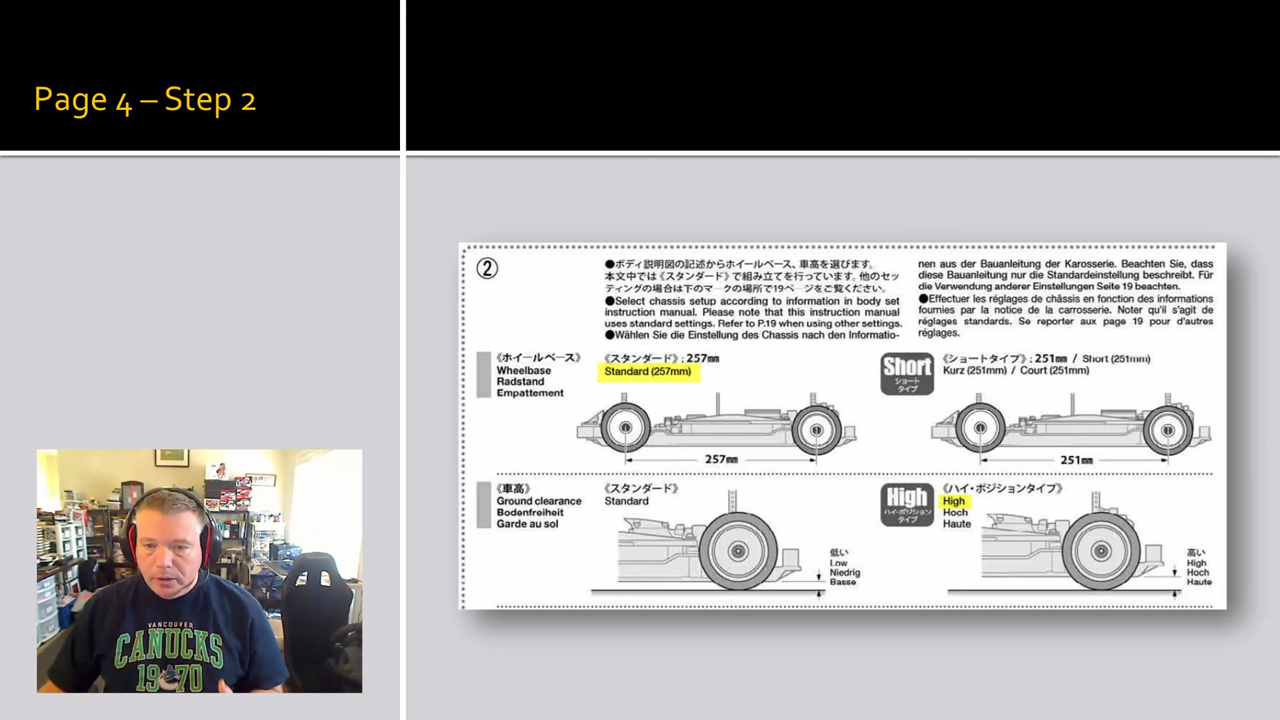 Page 4 – Step 2
②
●ボディ説明図の記述からホイールベース、車高を選びます。
本文中では《スタンダード》で組み立てを行っています。他のセッ
ティングの場合は下のマークの場所で19ページをご覧ください。
●Select chassis setup according to information in body set
instruction manual. Please note that this instruction manual
uses standard settings. Refer to P.19 when using other settings.
●Wählen Sie die Einstellung des Chassis nach den Informatio-
nen aus der Bauanleitung der Karosserie. Beachten Sie, dass
diese Bauanleitung nur die Standardeinstellung beschreibt. Für
die Verwendung anderer Einstellungen Seite 19 beachten.
●Effectuer les réglages de châssis en fonction des informations
fournies par la notice de la carrosserie. Noter qu'il s'agit de
réglages standards. Se reporter aux page 19 pour d'autres
réglages.
《ホイールベース》
Wheelbase
Radstand
Empattement
《スタンダード》; 257mm
Standard (257mm)
257mm
Short
ショート
タイプ
《ショートタイプ》; 251mm / Short (251mm)
Kurz (251mm) / Court (251mm)
251mm
《車高》
Ground clearance
Bodenfreiheit
Garde au sol
《スタンダード》
Standard
低い
Low
Niedrig
Basse
High
ハイ・ポジション
タイプ
《ハイ・ポジションタイプ》
High
Hoch
Haute
高い
High
Hoch
Haute
VANCOUVER
CANUCKS
1970